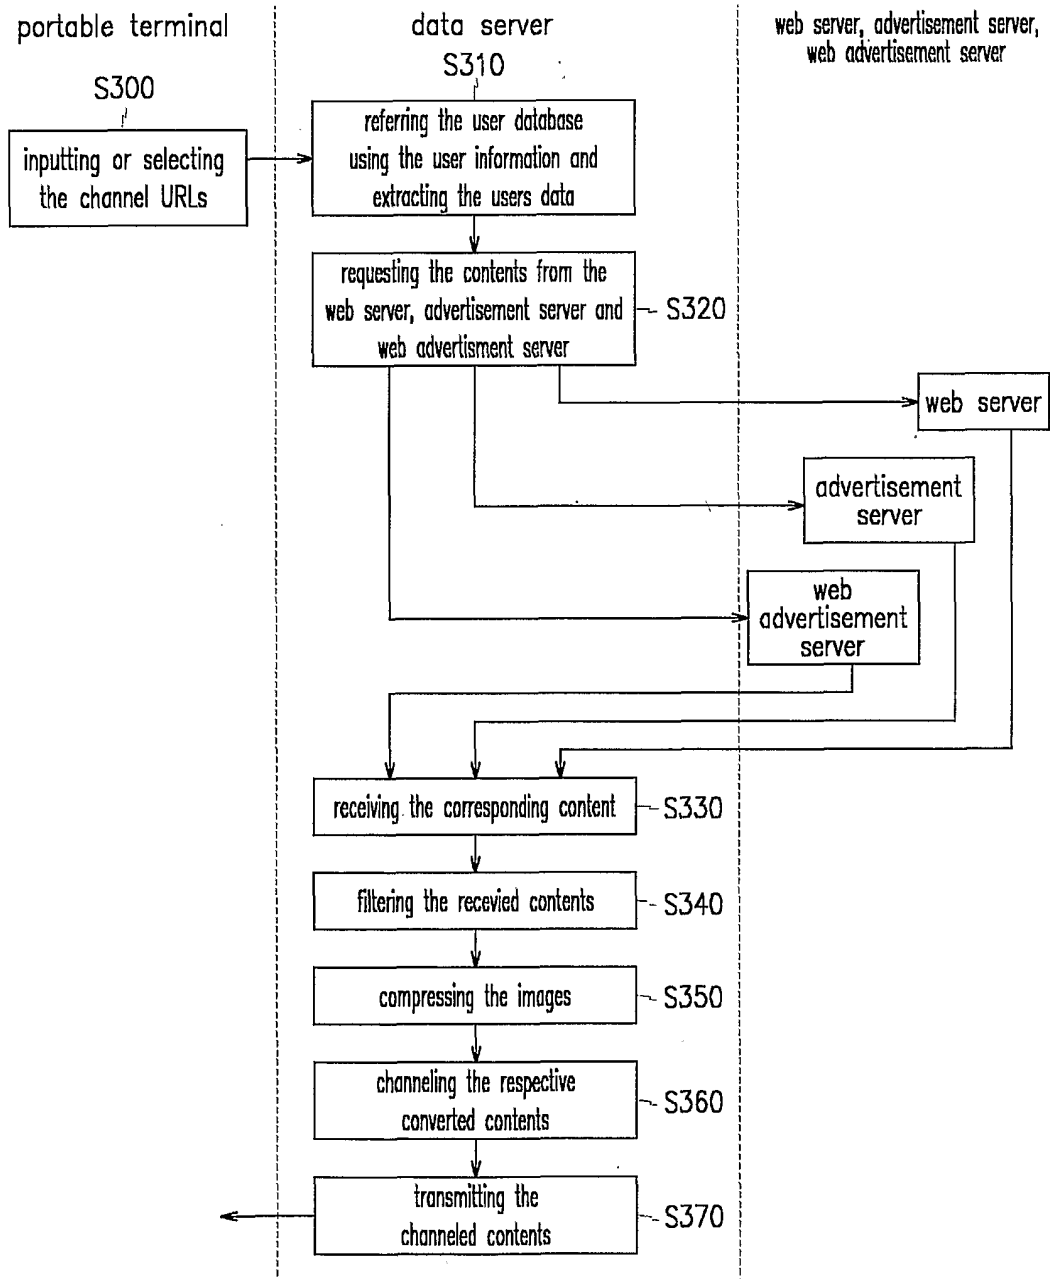 portable terminal
data server
web server, advertisement server,
web advertisement server
S300
inputting or selecting
the channel URLs
S310
referring the user database
using the user information and
extracting the users data
requesting the contents from the
web server, advertisement server and
web advertisment server
S320
web server
advertisement
server
web
advertisement
server
receiving the corresponding content
S330
filtering the recevied contents
S340
compressing the images
S350
channeling the respective
converted contents
S360
transmitting the
channeled contents
S370